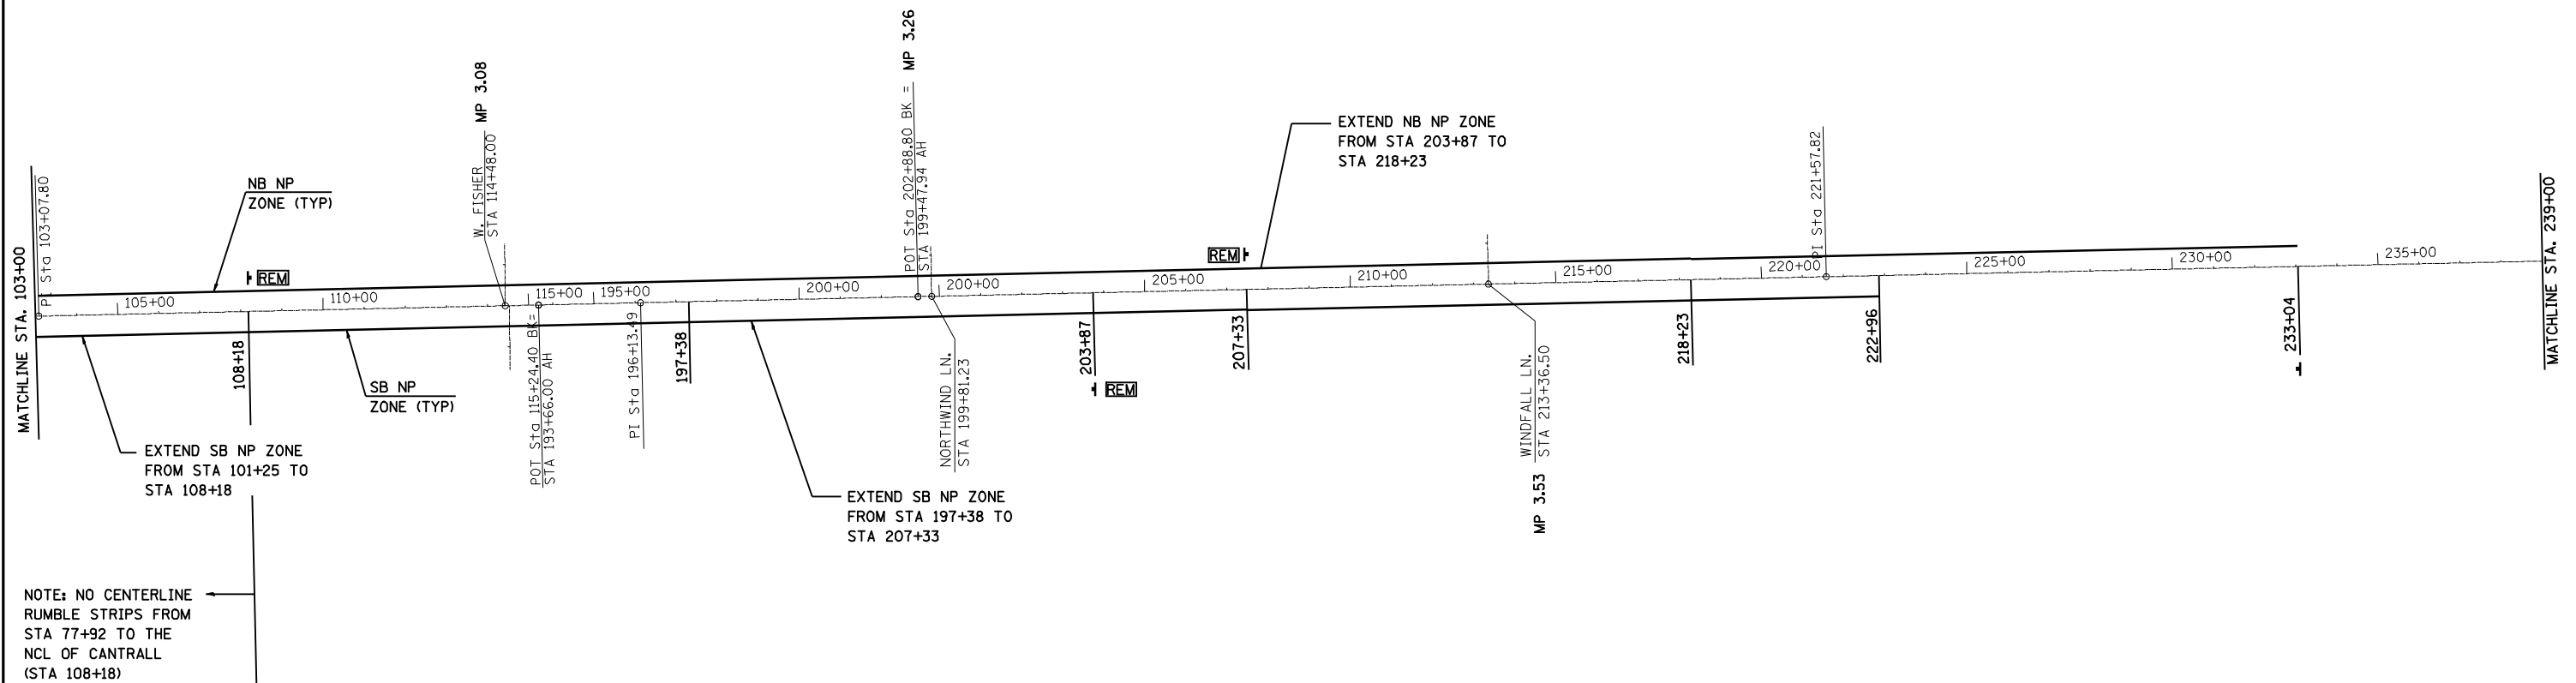 MATCHLINE STA. 103+00
PI Sta 103+07.80
NB NP
ZONE (TYP)
REM
105+00
108+18
110+00
W. FISHER
STA 114+48.00
MP 3.08
115+00
POT Sta 115+24.40 BK=
STA 193+66.00 AH
195+00
PI Sta 196+13.49
197+38
200+00
POT Sta 202+88.80 BK =
STA 199+47.94 AH
MP 3.26
200+00
NORTHWIND LN.
STA 199+81.23
203+87
REM
205+00
REM
207+33
EXTEND NB NP ZONE
FROM STA 203+87 TO
STA 218+23
210+00
WINDFALL LN.
STA 213+36.50
MP 3.53
215+00
218+23
220+00
PI Sta 221+57.82
222+96
225+00
230+00
233+04
235+00
MATCHLINE STA. 239+00
SB NP
ZONE (TYP)
EXTEND SB NP ZONE
FROM STA 101+25 TO
STA 108+18
EXTEND SB NP ZONE
FROM STA 197+38 TO
STA 207+33
NOTE: NO CENTERLINE
RUMBLE STRIPS FROM
STA 77+92 TO THE
NCL OF CANTRALL
(STA 108+18)